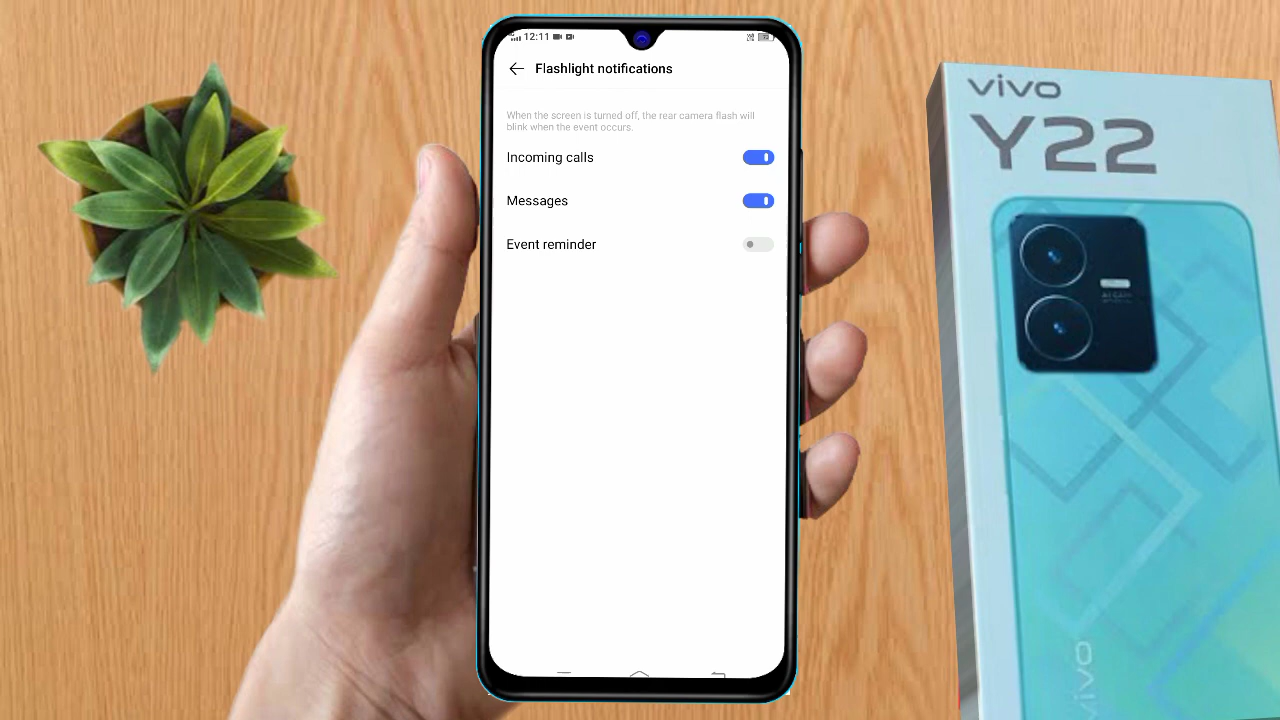 12:11
Flashlight notifications
When the screen is turned off, the rear camera flash will
blink when the event occurs.
Incoming calls
Messages
Event reminder
vivo
Y22
vivo